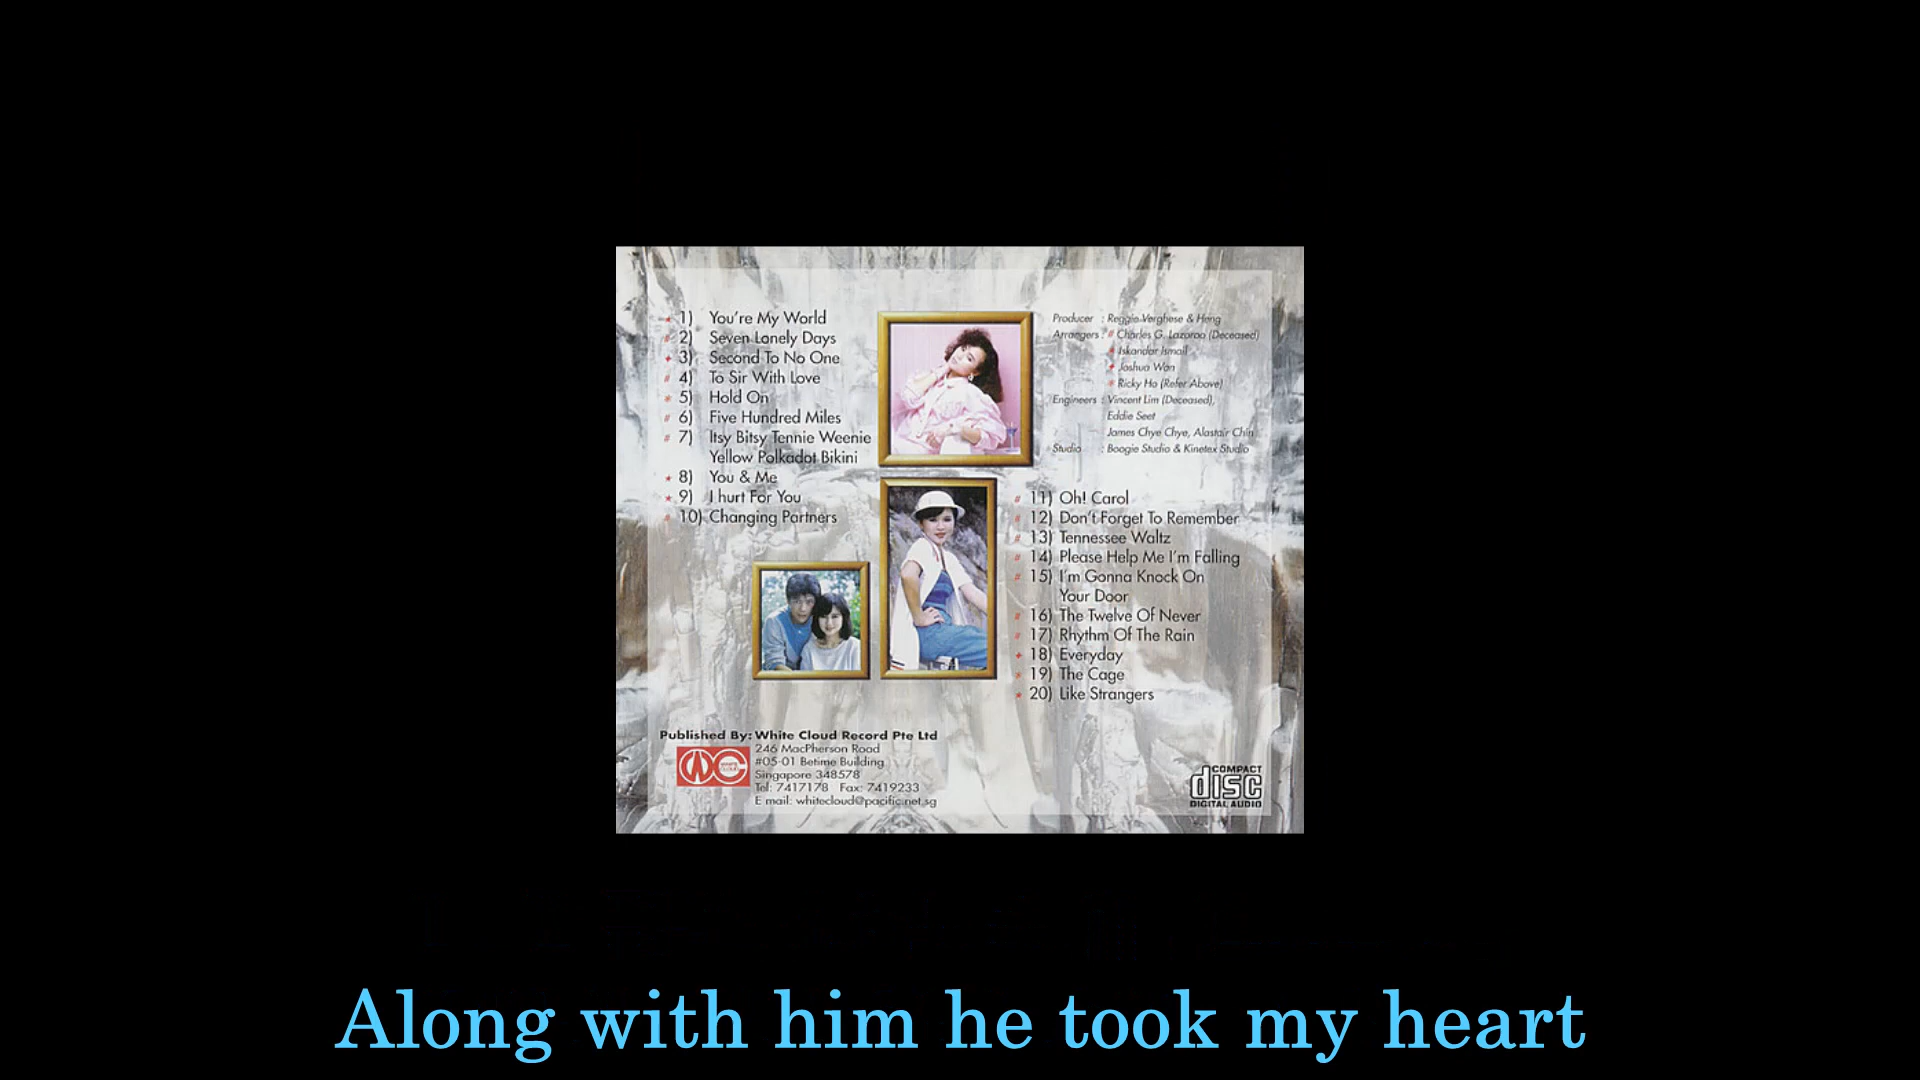 1) You're My World
2) Seven Lonely Days
3) Second To No One
4) To Sir With Love
5) Hold On
6) Five Hundred Miles
7) Itsy Bitsy Tennie Weenie
Yellow Polkadot Bikini
8) You & Me
9) I hurt For You
10) Changing Partners
Producer : Reggie Verghese & Heng
Arrangers : # Charles G. Lazaroo (Deceased)
Iskandar Ismail
Joshua Wan
Ricky Ho (Refer Above)
Engineers : Vincent Lim (Deceased),
Eddie Seet
James Chye Chye, Alastair Chin
Studio : Boogie Studio & Kinetex Studio
11) Oh! Carol
12) Don't Forget To Remember
13) Tennessee Waltz
14) Please Help Me I'm Falling
15) I'm Gonna Knock On
Your Door
16) The Twelve Of Never
17) Rhythm Of The Rain
18) Everyday
19) The Cage
20) Like Strangers
Published By: White Cloud Record Pte Ltd
246 MacPherson Road
#05-01 Betime Building
Singapore 348578
Tel: 7417178 Fax: 7419233
E mail: whitecloud@pacific.net.sg
COMPACT
disc
DIGITAL AUDIO
Along with him he took my heart